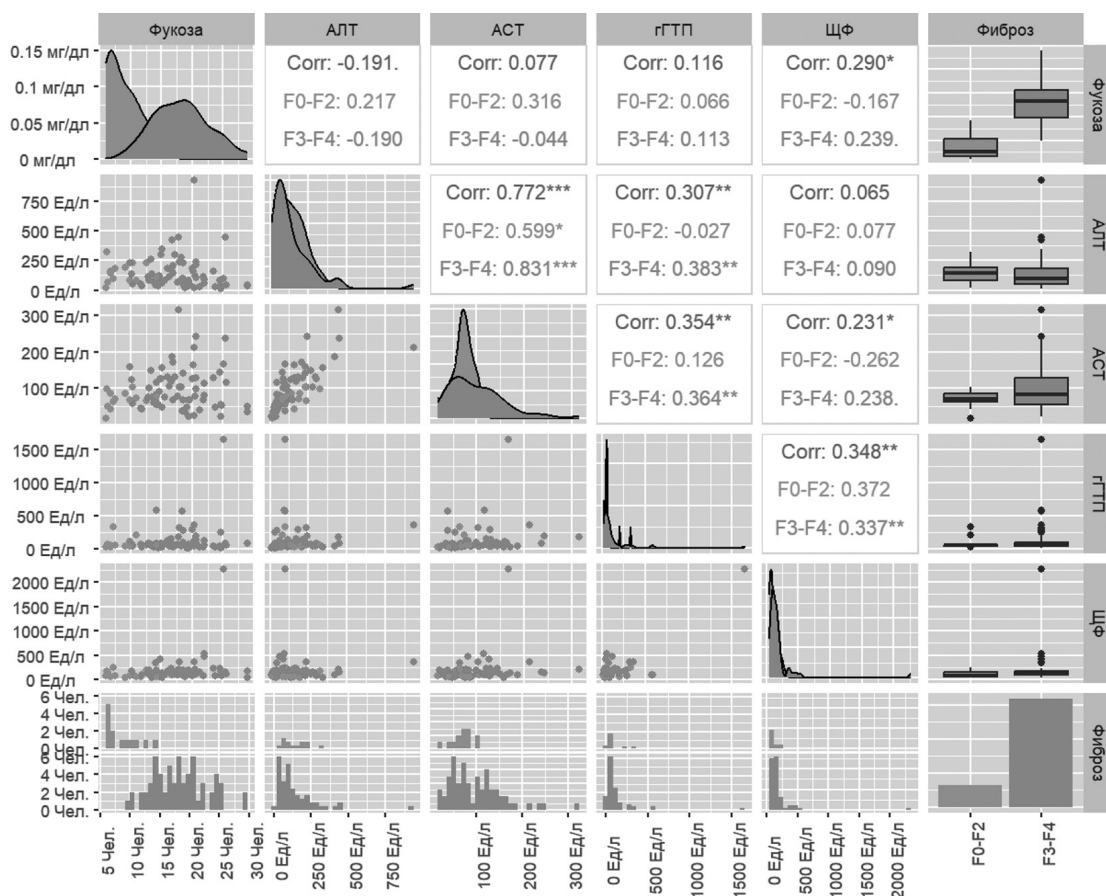 Фукоза
АЛТ
АСТ
гГТП
ЩФ
Фиброз
0.15 мг/дл
0.1 мг/дл
0.05 мг/дл
0 мг/дл
Corr: -0.191.
F0-F2: 0.217
F3-F4: -0.190
Corr: 0.077
F0-F2: 0.316
F3-F4: -0.044
Corr: 0.116
F0-F2: 0.066
F3-F4: 0.113
Corr: 0.290*
F0-F2: -0.167
F3-F4: 0.239.
Фукоза
750 Ед/л
500 Ед/л
250 Ед/л
0 Ед/л
Corr: 0.772***
F0-F2: 0.599*
F3-F4: 0.831***
Corr: 0.307**
F0-F2: -0.027
F3-F4: 0.383**
Corr: 0.065
F0-F2: 0.077
F3-F4: 0.090
АЛТ
300 Ед/л
200 Ед/л
100 Ед/л
Corr: 0.354**
F0-F2: 0.126
F3-F4: 0.364**
Corr: 0.231*
F0-F2: -0.262
F3-F4: 0.238.
АСТ
1500 Ед/л
1000 Ед/л
500 Ед/л
0 Ед/л
Corr: 0.348**
F0-F2: 0.372
F3-F4: 0.337**
гГТП
2000 Ед/л
1500 Ед/л
1000 Ед/л
500 Ед/л
0 Ед/л
ЩФ
6 Чел.
4 Чел.
2 Чел.
0 Чел.
6 Чел.
4 Чел.
2 Чел.
0 Чел.
Фиброз
5 Чел.
10 Чел.
15 Чел.
20 Чел.
25 Чел.
30 Чел.
0 Ед/л
250 Ед/л
500 Ед/л
750 Ед/л
100 Ед/л
200 Ед/л
300 Ед/л
0 Ед/л
500 Ед/л
1000 Ед/л
1500 Ед/л
0 Ед/л
500 Ед/л
1000 Ед/л
1500 Ед/л
2000 Ед/л
F0-F2
F3-F4